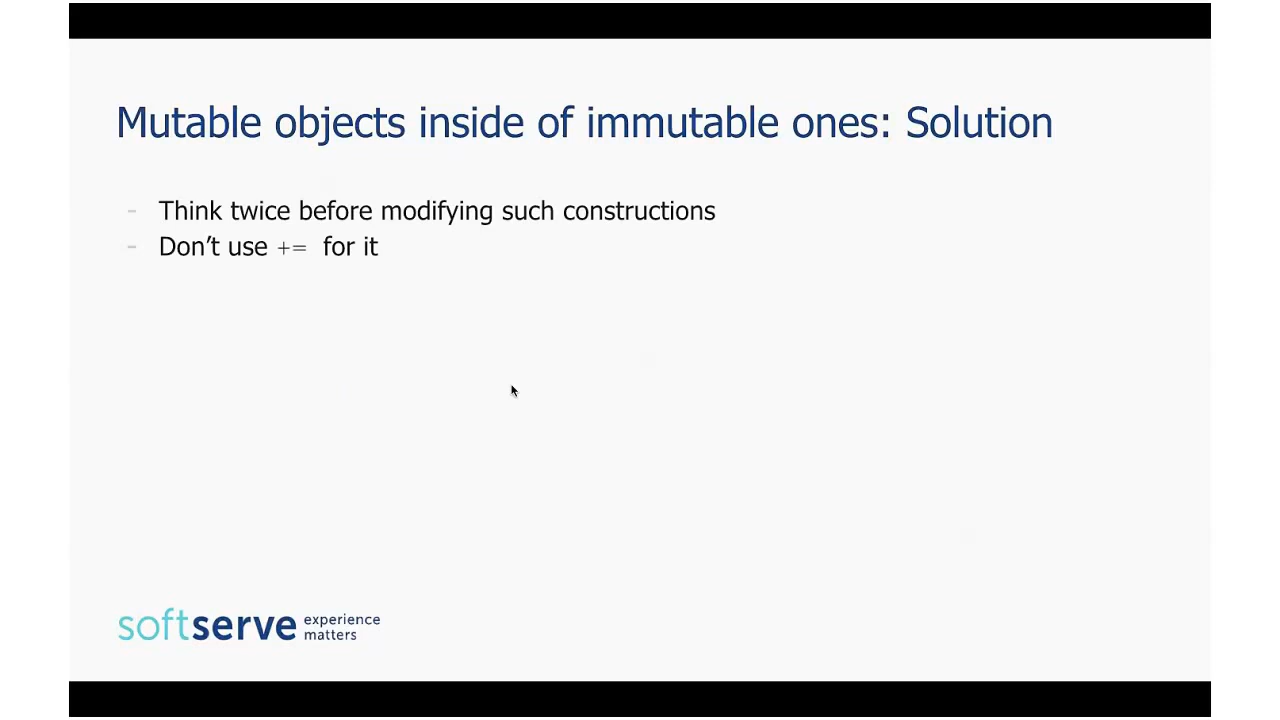 Mutable objects inside of immutable ones: Solution
- Think twice before modifying such constructions
- Don’t use += for it
softserve experience
matters